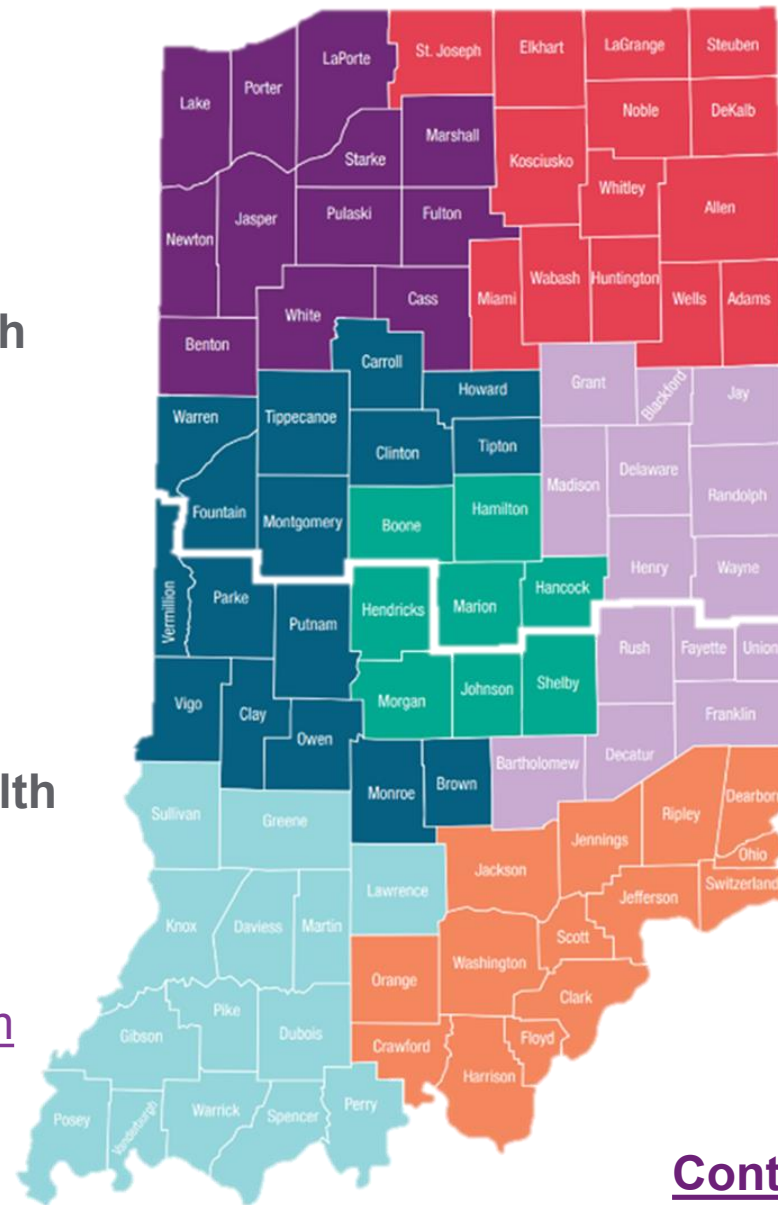 LaPorte
St. Joseph
Elkhart
LaGrange
Steuben
Lake
Porter
Noble
DeKalb
Starke
Marshall
Kosciusko
Whitley
Allen
Newton
Jasper
Pulaski
Fulton
Miami
Wabash
Huntington
Wells
Adams
White
Cass
h
Benton
Carroll
Grant
Blackford
Jay
Howard
Warren
Tippecanoe
Clinton
Tipton
Madison
Delaware
Randolph
Fountain
Montgomery
Boone
Hamilton
Henry
Wayne
Vermillion
Parke
Putnam
Hendricks
Marion
Hancock
Rush
Fayette
Union
Vigo
Clay
Owen
Morgan
Johnson
Shelby
Franklin
lth
Monroe
Brown
Bartholomew
Decatur
Sullivan
Greene
Jennings
Ripley
Dearborn
Ohio
Lawrence
Jackson
Jefferson
Switzerland
Knox
Daviess
Martin
Washington
Scott
Orange
Clark
n
Gibson
Pike
Dubois
Crawford
Floyd
Harrison
Posey
Vanderburgh
Warrick
Spencer
Perry
Cont